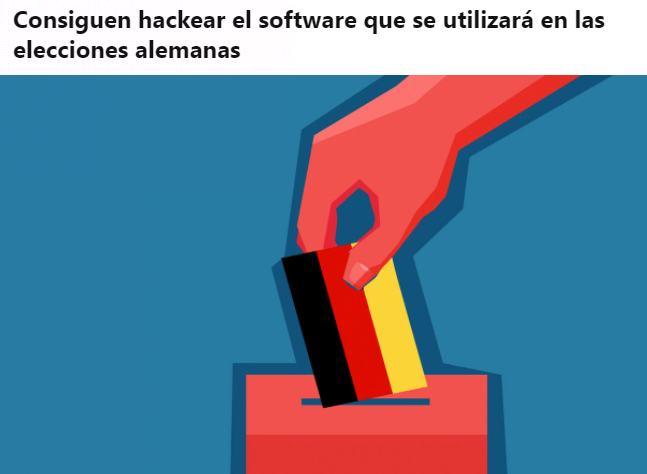 Consiguen hackear el software que se utilizará en las
elecciones alemanas